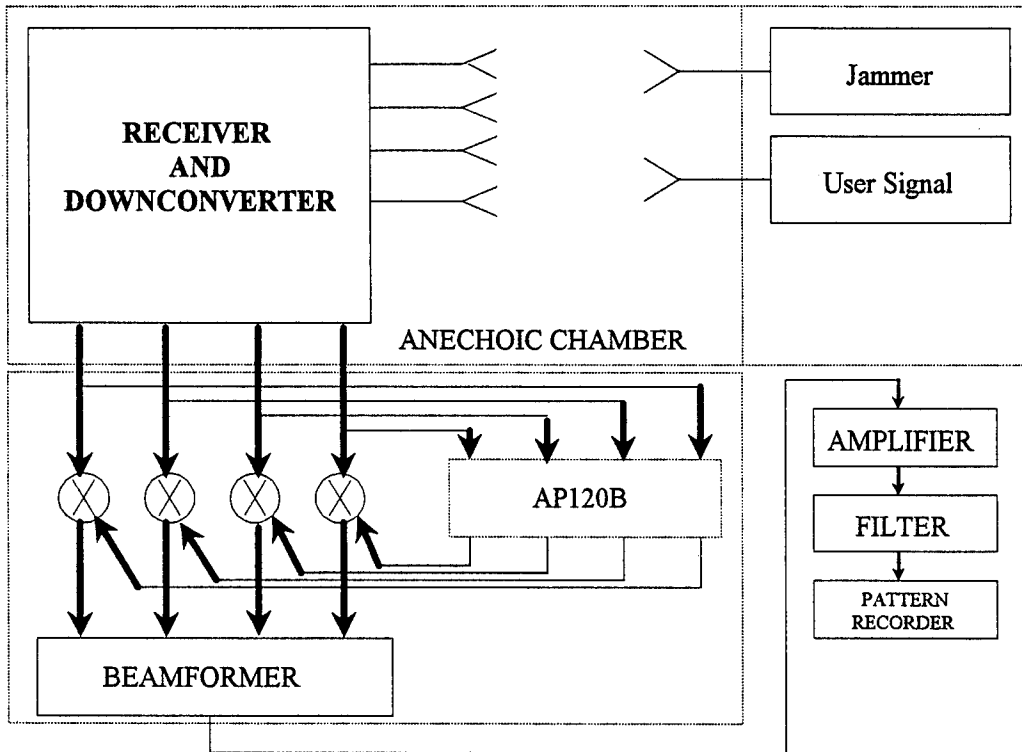 RECEIVER
AND
DOWNCONVERTER
Jammer
User Signal
ANECHOIC CHAMBER
AP120B
AMPLIFIER
FILTER
PATTERN
RECORDER
BEAMFORMER